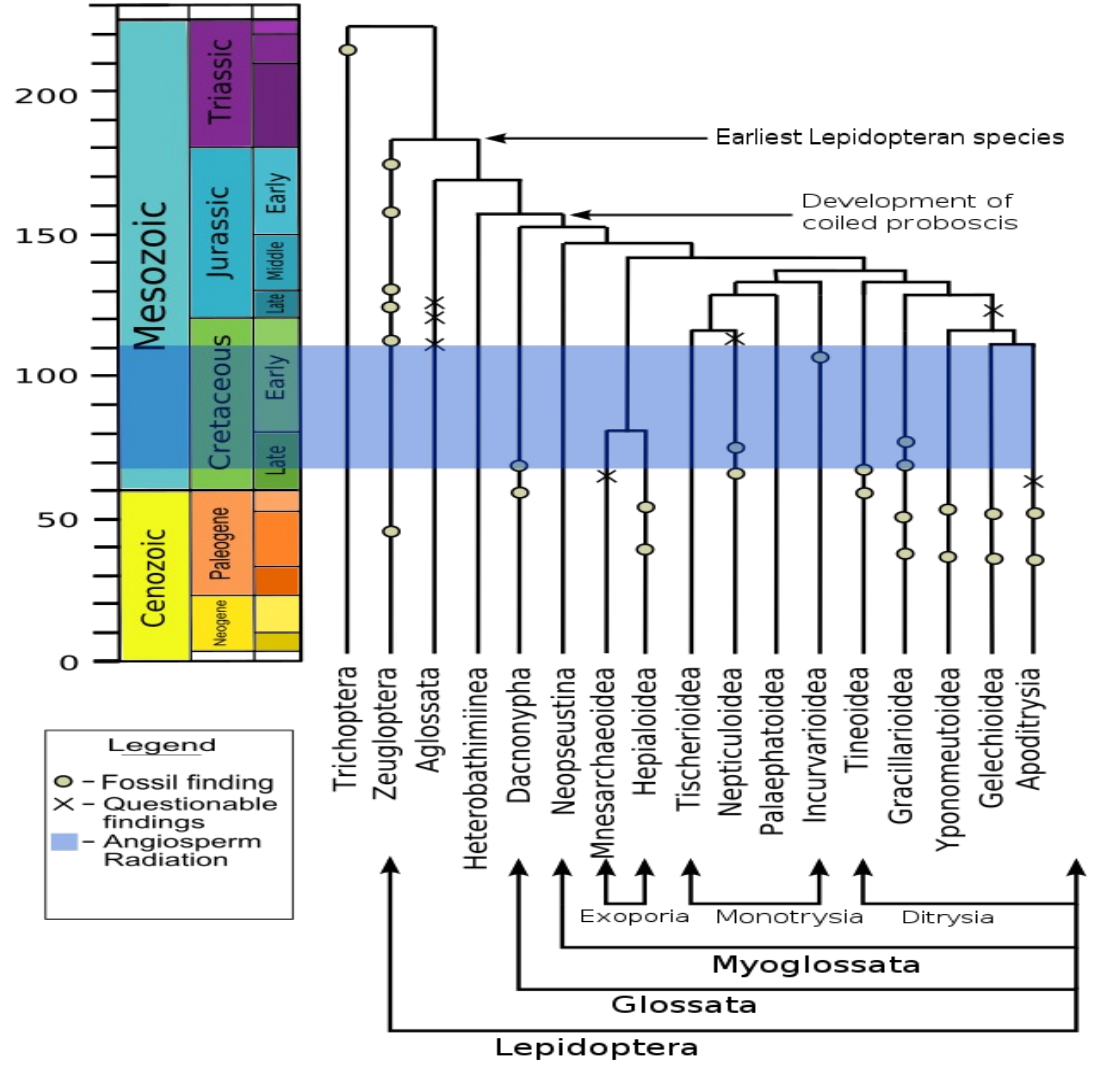 200
150
100
50
0
Mesozoic
Cenozoic
Triassic
Jurassic
Cretaceous
Paleogene
Neogene
Early
Middle
Late
Early
Late
Earliest Lepidopteran species
Development of
coiled proboscis
Trichoptera
Zeugloptera
Aglossata
Heterobathimiinea
Dacnonypha
Neopseustina
Mnesarchaeoidea
Hepialoidea
Tischerioidea
Nepticuloidea
Palaephatoidea
Incurvarioidea
Tineoidea
Gracillarioidea
Yponomeutoidea
Gelechioidea
Apoditrysia
Legend
– Fossil finding
– Questionable
findings
– Angiosperm
Radiation
Exoporia
Monotrysia
Ditrysia
Myoglossata
Glossata
Lepidoptera